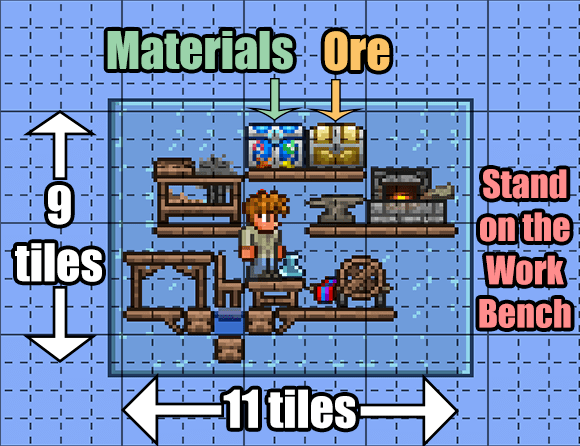 Materials Ore
9
tiles
Stand
on the
Work
Bench
11 tiles